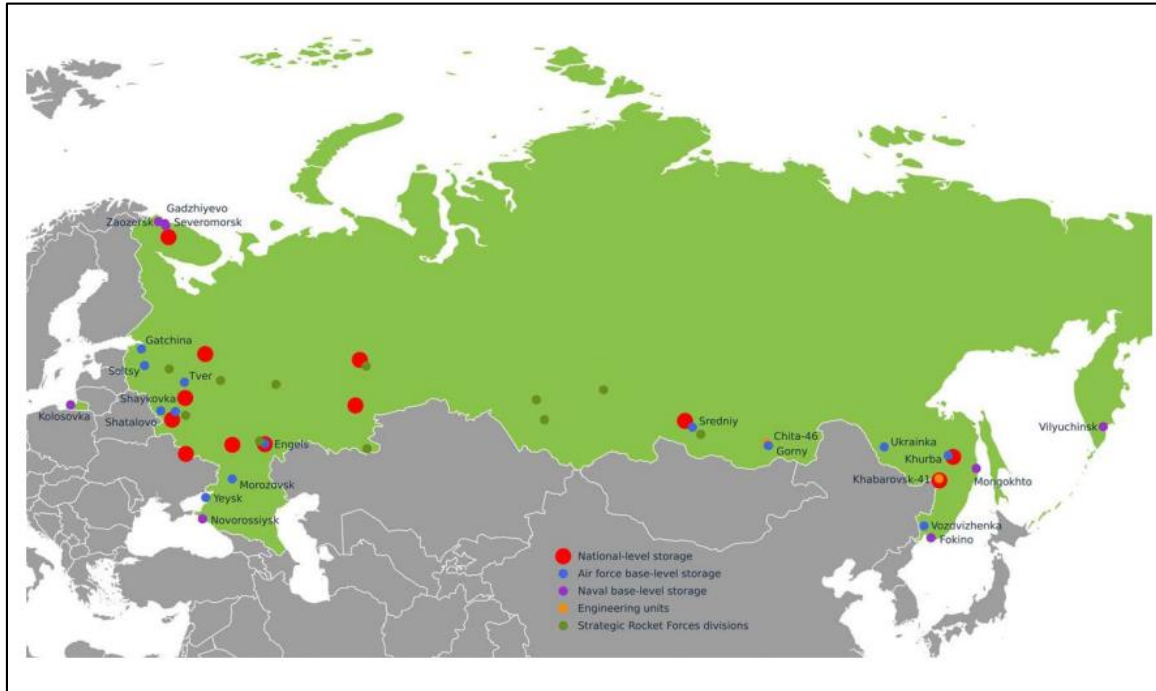 Gadzhiyevo
Zaozersk
Severomorsk
Gatchina
Soltsy
Tver
Shaykovka
Kolosovka
Shatalovo
Engels
Morozovsk
Yeysk
Novorossiysk
Sredniy
Chita-46
Gorny
Ukrainka
Khurba
Vilyuchinsk
Mongokhto
Khabarovsk-41
Vozdvizhenka
Fokino
National-level storage
Air force base-level storage
Naval base-level storage
Engineering units
Strategic Rocket Forces divisions